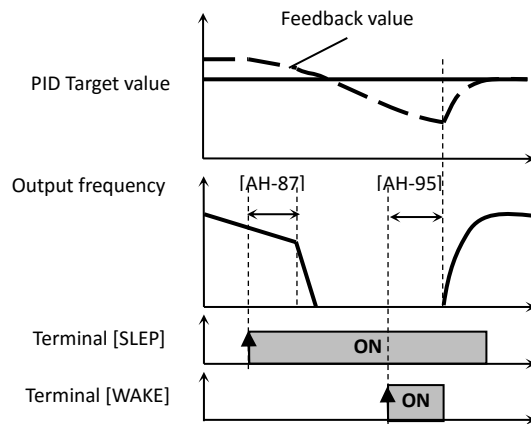 Feedback value
PID Target value
Output frequency
[AH-87]
[AH-95]
Terminal [SLEP]
ON
Terminal [WAKE]
ON